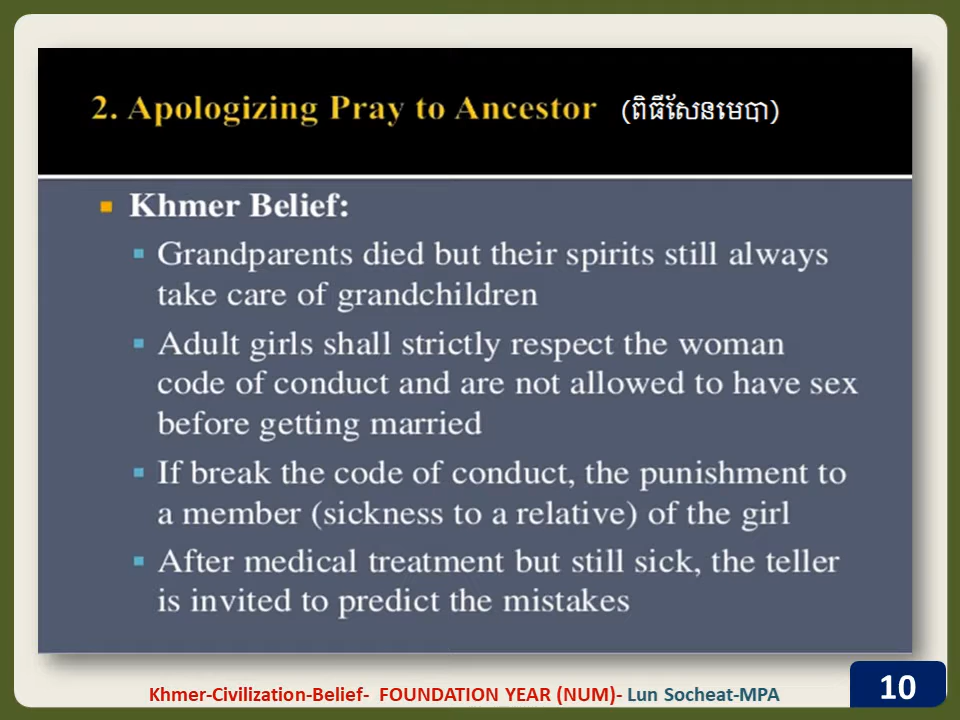 2. Apologizing Pray to Ancestor (ពិធីសែនមេបា)
Khmer Belief:
Grandparents died but their spirits still always
take care of grandchildren
Adult girls shall strictly respect the woman
code of conduct and are not allowed to have sex
before getting married
If break the code of conduct, the punishment to
a member (sickness to a relative) of the girl
After medical treatment but still sick, the teller
is invited to predict the mistakes
Khmer-Civilization-Belief- FOUNDATION YEAR (NUM)- Lun Socheat-MPA
10